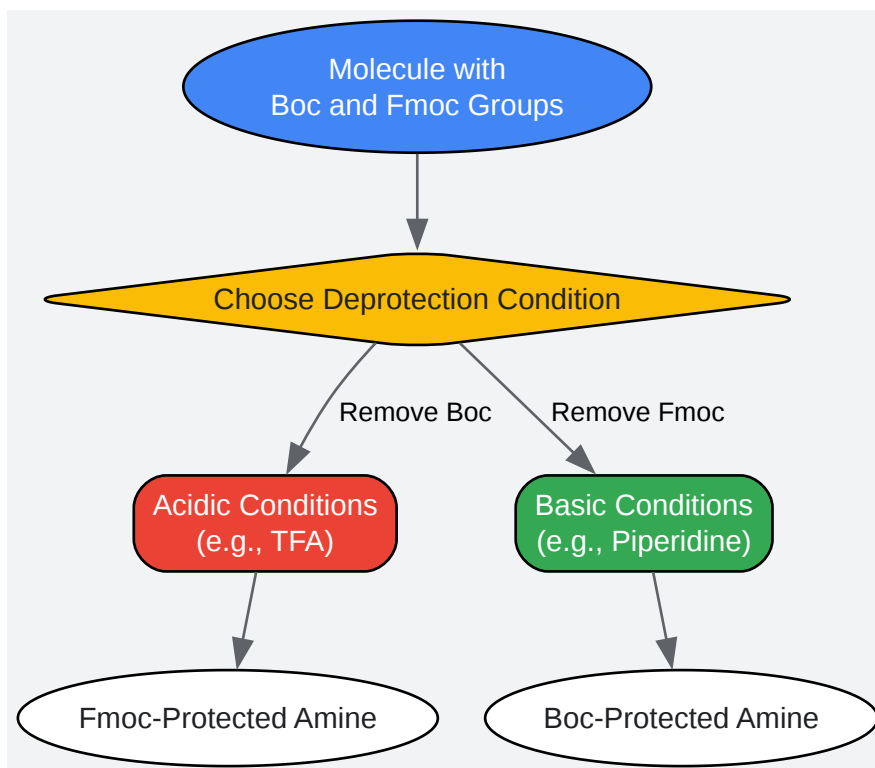 Molecule with
Boc and Fmoc Groups
Choose Deprotection Condition
Remove Boc
Remove Fmoc
Acidic Conditions
(e.g., TFA)
Basic Conditions
(e.g., Piperidine)
Fmoc-Protected Amine
Boc-Protected Amine